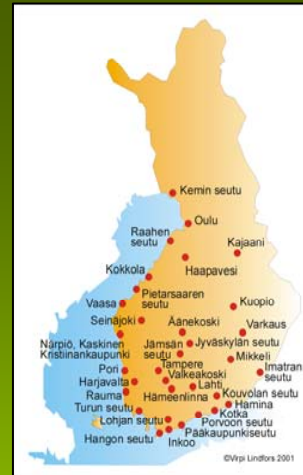 Kemin seutu
Oulu
Raahen
seutu
Kajaani
Haapavesi
Kokkola
Pietarsaaren
seutu
Vaasa
Kuopio
Seinäjoki
Äänekoski
Varkaus
Närpiö, Kaskinen
Kristiinankaupunki
Jämsän
seutu
Jyväskylän seutu
Pori
Tampere
Mikkeli
Harjavalta
Valkeakoski
Imatran
seutu
Rauma
Lahti
Hämeenlinna
Kouvolan seutu
Turun seutu
Hamina
Kotka
Lohjan seutu
Porvoon seutu
Hangon seutu
Pääkaupunkiseutu
Inkoo
©Virpi Lindfors 2001